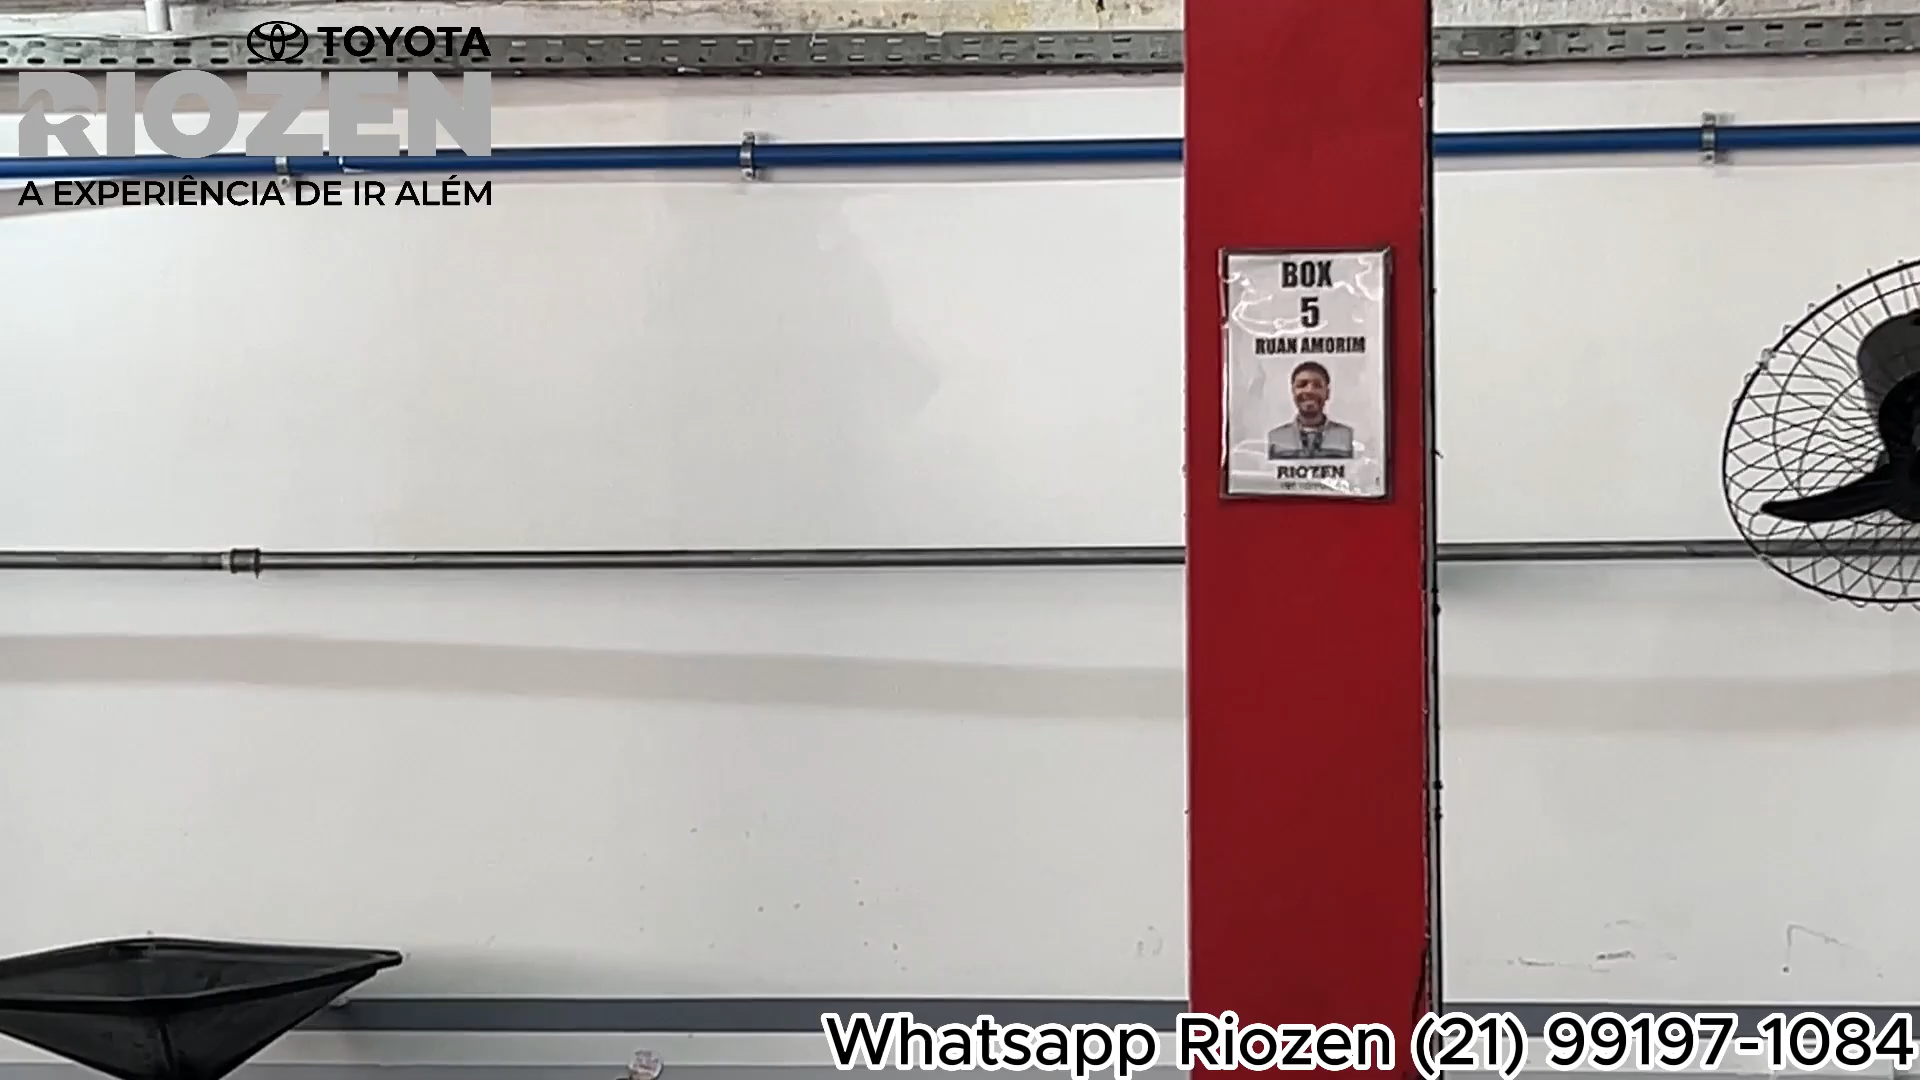 TOYOTA
RIOZEN
A EXPERIÊNCIA DE IR ALÉM
BOX
5
RUAN AMORIM
RIOZEN
Whatsapp Riozen (21) 99197-1084